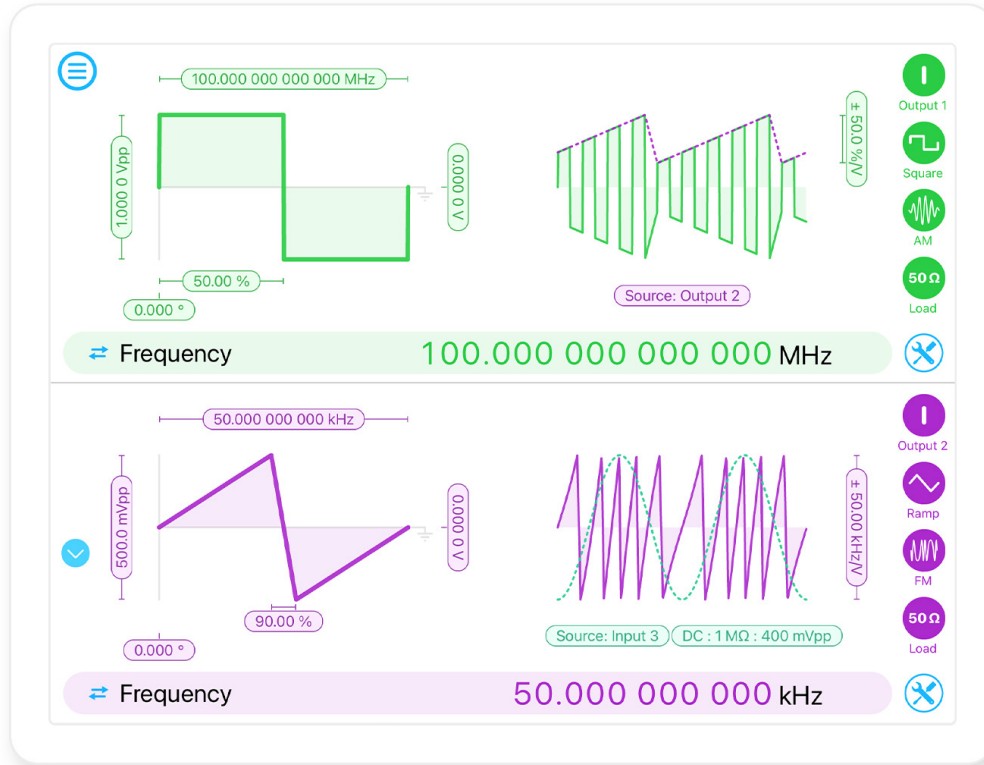 100.000 000 000 000 MHz
1.000 0 Vpp
0.000 0 V
50.00 %
0.000 °
± 50.0 %/V
Source: Output 2
Output 1
Square
AM
50 Ω
Load
Frequency
100.000 000 000 000 MHz
50.000 000 000 kHz
500.0 mVpp
0.000 0 V
90.00 %
0.000 °
± 50.00 kHz/V
Source: Input 3
DC : 1 MΩ : 400 mVpp
Output 2
Ramp
FM
50 Ω
Load
Frequency
50.000 000 000 kHz